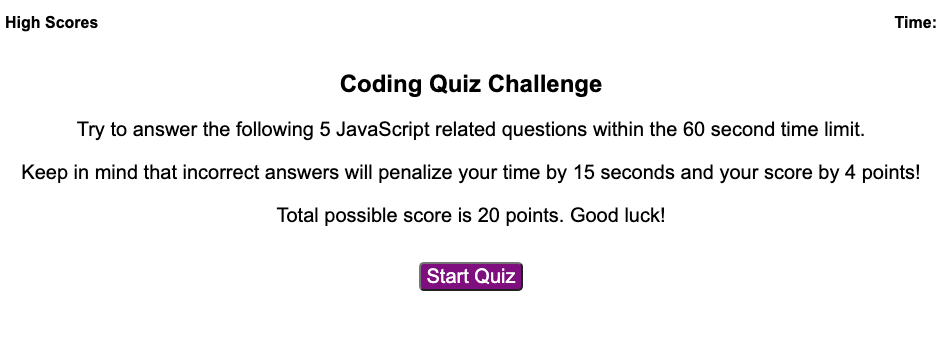 High Scores
Time:
Coding Quiz Challenge
Try to answer the following 5 JavaScript related questions within the 60 second time limit.
Keep in mind that incorrect answers will penalize your time by 15 seconds and your score by 4 points!
Total possible score is 20 points. Good luck!
Start Quiz